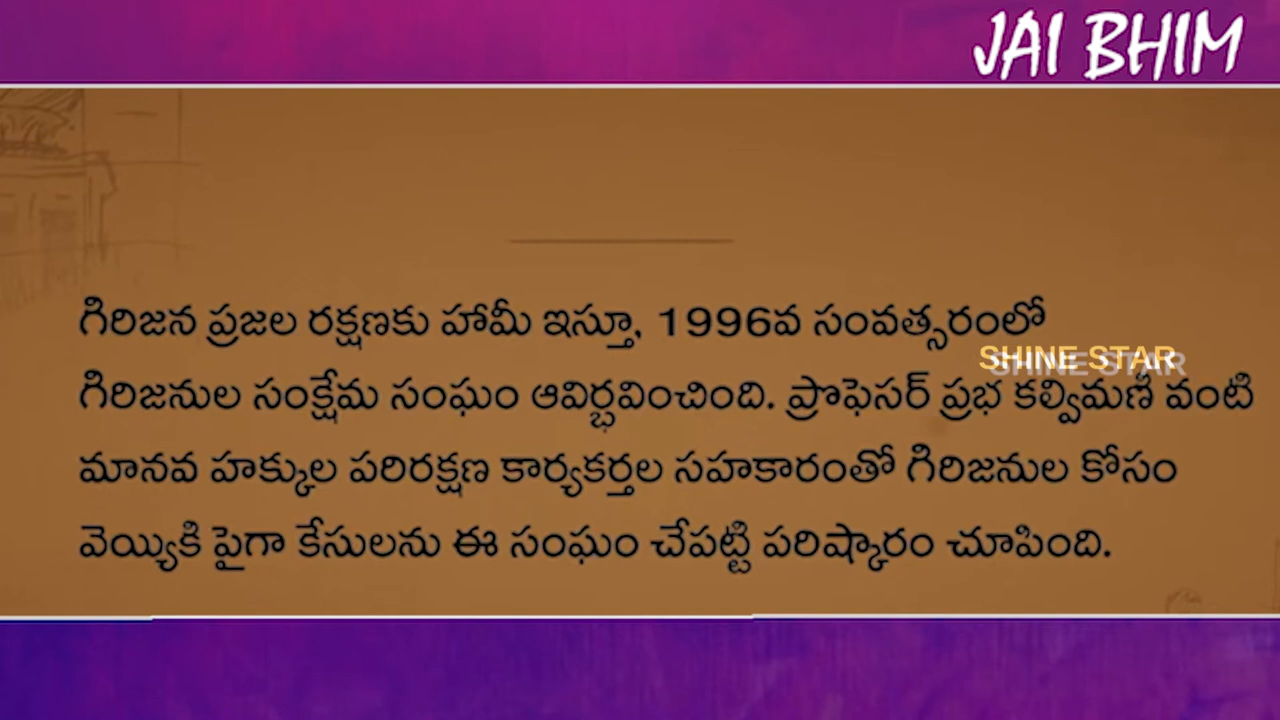 JAI BHIM
గిరిజన ప్రజల రక్షణకు హామీ ఇస్తూ, 1996వ సంవత్సరంలో
SHINE STAR
గిరిజనుల సంక్షేమ సంఘం ఆవిర్భవించింది. ప్రొఫెసర్ ప్రభ కల్విమణి వంటి
మానవ హక్కుల పరిరక్షణ కార్యకర్తల సహకారంతో గిరిజనుల కోసం
వెయ్యికి పైగా కేసులను ఈ సంఘం చేపట్టి పరిష్కారం చూపింది.